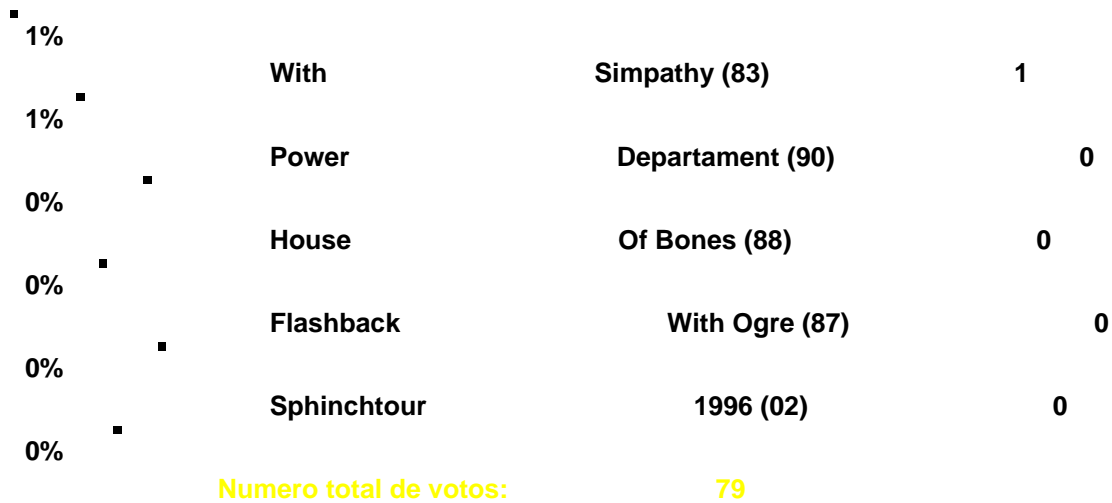 1%
With Simpathy (83) 1
1%
Power Departament (90) 0
0%
House Of Bones (88) 0
0%
Flashback With Ogre (87) 0
0%
Sphinchtour 1996 (02) 0
0%
Numero total de votos: 79